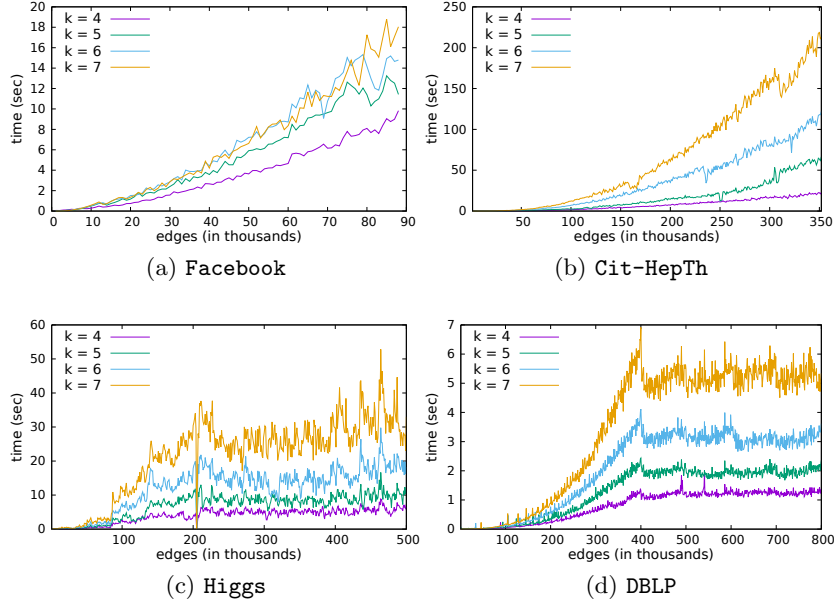 20
18
16
14
12
10
8
6
4
2
0
time (sec)
k = 4
k = 5
k = 6
k = 7
0 10 20 30 40 50 60 70 80 90
edges (in thousands)
(a) Facebook
250
200
150
100
50
time (sec)
k = 4
k = 5
k = 6
k = 7
50 100 150 200 250 300 350
edges (in thousands)
(b) Cit-HepTh
60
50
40
30
20
10
0
time (sec)
k = 4
k = 5
k = 6
k = 7
100 200 300 400 500
edges (in thousands)
(c) Higgs
7
6
5
4
3
2
1
0
time (sec)
k = 4
k = 5
k = 6
k = 7
100 200 300 400 500 600 700 800
edges (in thousands)
(d) DBLP